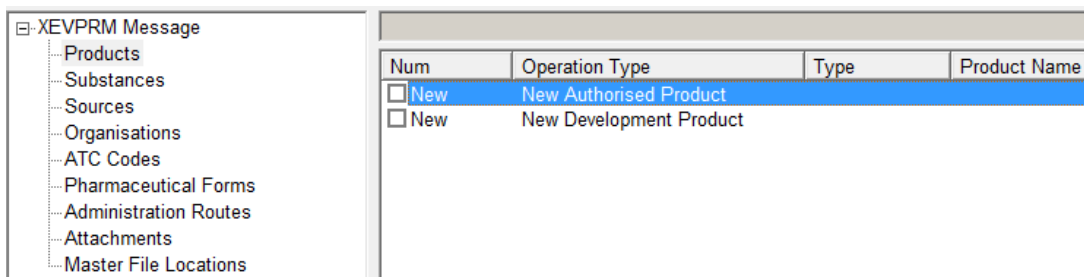 XEVPRM Message
Products
Substances
Sources
Organisations
ATC Codes
Pharmaceutical Forms
Administration Routes
Attachments
Master File Locations
Num Operation Type Type Product Name
New New Authorised Product
New New Development Product